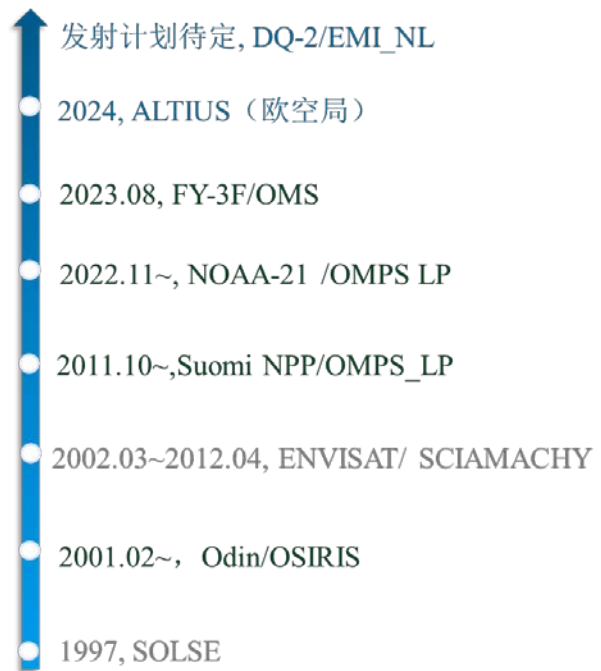 发射计划待定, DQ-2/EMI_NL
2024, ALTIUS（欧空局）
2023.08, FY-3F/OMS
2022.11~, NOAA-21 /OMPS LP
2011.10~,Suomi NPP/OMPS_LP
2002.03~2012.04, ENVISAT/ SCIAMACHY
2001.02~，Odin/OSIRIS
1997, SOLSE